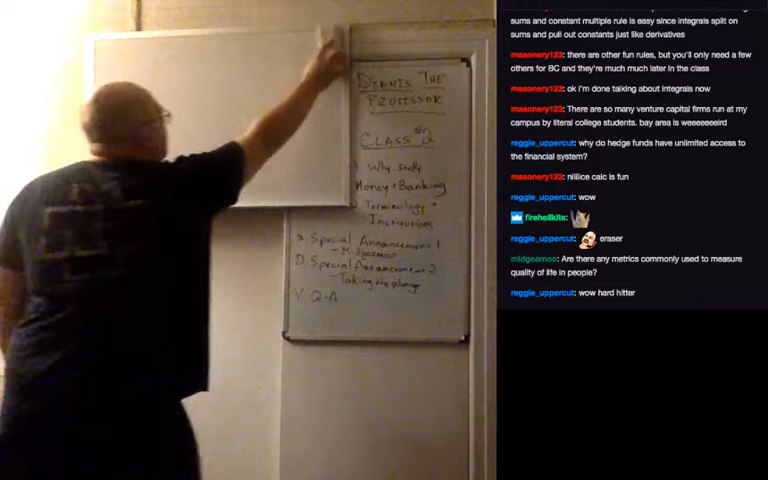 DENNIS THE
PROFESSOR
CLASS on a
Why study
Money + Banking
Terminology +
Institutions
3 Special Announcement 1
- Midgeamoo
D Special Announcement 2
- Taking the plunge
V Q-A
sums and constant multiple rule is easy since integrals split on
sums and pull out constants just like derivatives
masonery123: there are other fun rules, but you'll only need a few
others for BC and they're much much later in the class
masonery123: ok I'm done talking about integrals now
masonery123: There are so many venture capital firms run at my
campus by literal college students. bay area is weeeeeeeird
reggie_uppercut: why do hedge funds have unlimited access to
the financial system?
masonery123: niiiice calc is fun
reggie_uppercut: wow
firehellkite:
reggie_uppercut: eraser
midgeamoo: Are there any metrics commonly used to measure
quality of life in people?
reggie_uppercut: wow hard hitter